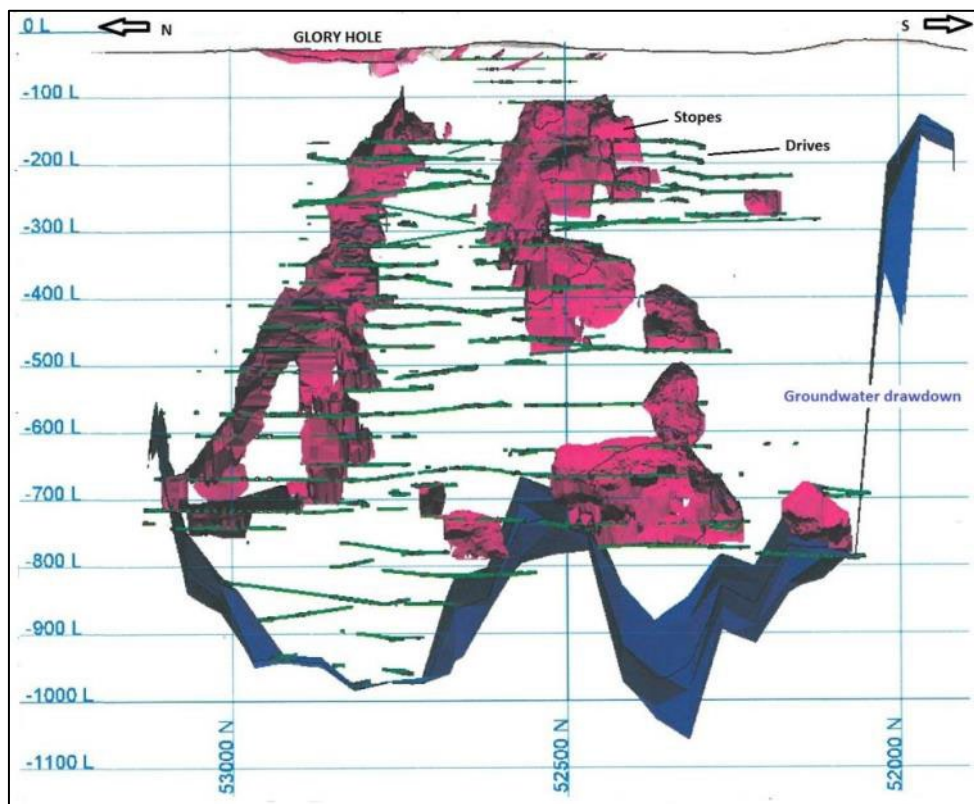 0 L
N
S
GLORY HOLE
-100 L
Stopes
Drives
-200 L
-300 L
-400 L
-500 L
Groundwater drawdown
-600 L
-700 L
-800 L
-900 L
-1000 L
-1100 L
53000 N
52500 N
52000 N